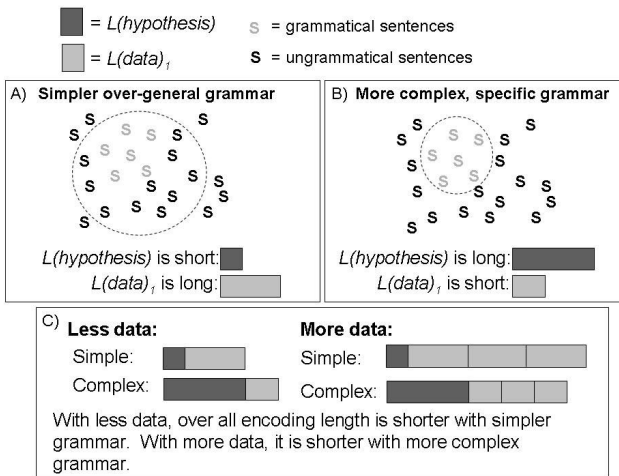 = L(hypothesis)
S = grammatical sentences
= L(data)1
S = ungrammatical sentences
A) Simpler over-general grammar
S S S S S S S S S S S S S S S S S S S S S S S
L(hypothesis) is short:
L(data)1 is long:
B) More complex, specific grammar
S S S S S S S S S S S S S S S S S S S S S S S
L(hypothesis) is long:
L(data)1 is short:
C) Less data:
Simple:
Complex:
More data:
Simple:
Complex:
With less data, over all encoding length is shorter with simpler
grammar. With more data, it is shorter with more complex
grammar.